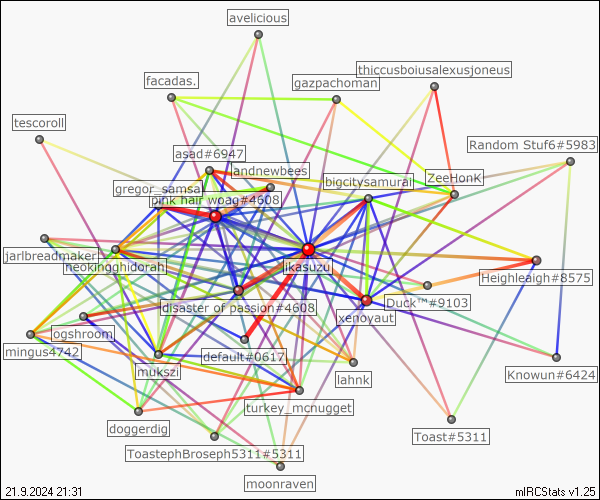 avelicious
thiccusboiusalexusjoneus
facadas.
gazpachoman
tescoroll
Random Stuf6#5983
asad#6947
andnewbees
bigcitysamurai
ZeeHonK
gregor_samsa
pink hair woag#4608
jarlbreadmaker
neokingghidorah
ikasuzu
Heighleaigh#8575
disaster of passion#4608
Duck™#9103
xenoyaut
ogshroom
mingus4742
default#0617
mukszi
lahnk
Knowun#6424
turkey_mcnugget
doggerdig
Toast#5311
ToastephBroseph5311#5311
moonraven
21.9.2024 21:31
mIRCStats v1.25